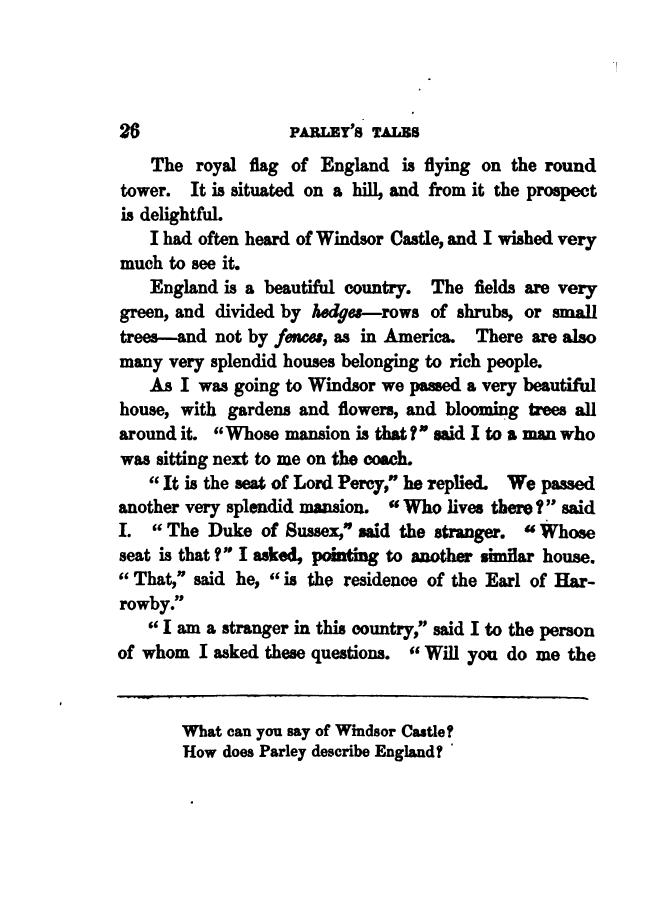 26 PARLEY'S TALES
The royal flag of England is flying on the round
tower. It is situated on a hill, and from it the prospect
is delightful.
I had often heard of Windsor Castle, and I wished very
much to see it.
England is a beautiful country. The fields are very
green, and divided by hedges—rows of shrubs, or small
trees—and not by fences, as in America. There are also
many very splendid houses belonging to rich people.
As I was going to Windsor we passed a very beautiful
house, with gardens and flowers, and blooming trees all
around it. "Whose mansion is that?" said I to a man who
was sitting next to me on the coach.
"It is the seat of Lord Percy," he replied. We passed
another very splendid mansion. "Who lives there?" said
I. "The Duke of Sussex," said the stranger. "Whose
seat is that?" I asked, pointing to another similar house.
"That," said he, "is the residence of the Earl of Har-
rowby."
"I am a stranger in this country," said I to the person
of whom I asked these questions. "Will you do me the
What can you say of Windsor Castle?
How does Parley describe England?